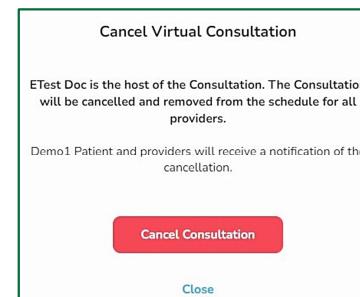 Cancel Virtual Consultation
ETest Doc is the host of the Consultation. The Consultatio
will be cancelled and removed from the schedule for all
providers.
Demo1 Patient and providers will receive a notification of th
cancellation.
Cancel Consultation
Close